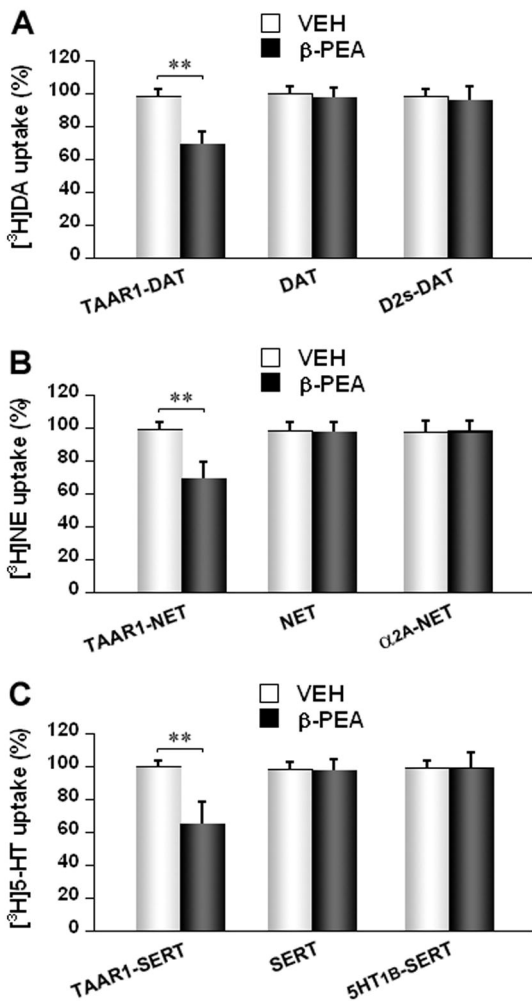 A
VEH
β-PEA
[³H]DA uptake (%)
120
100
80
60
40
20
0
**
TAAR1-DAT
DAT
D2s-DAT
B
VEH
β-PEA
[³H]NE uptake (%)
120
100
80
60
40
20
0
**
TAAR1-NET
NET
α2A-NET
C
VEH
β-PEA
[³H]5-HT uptake (%)
120
100
80
60
40
20
0
**
TAAR1-SERT
SERT
5HT1B-SERT